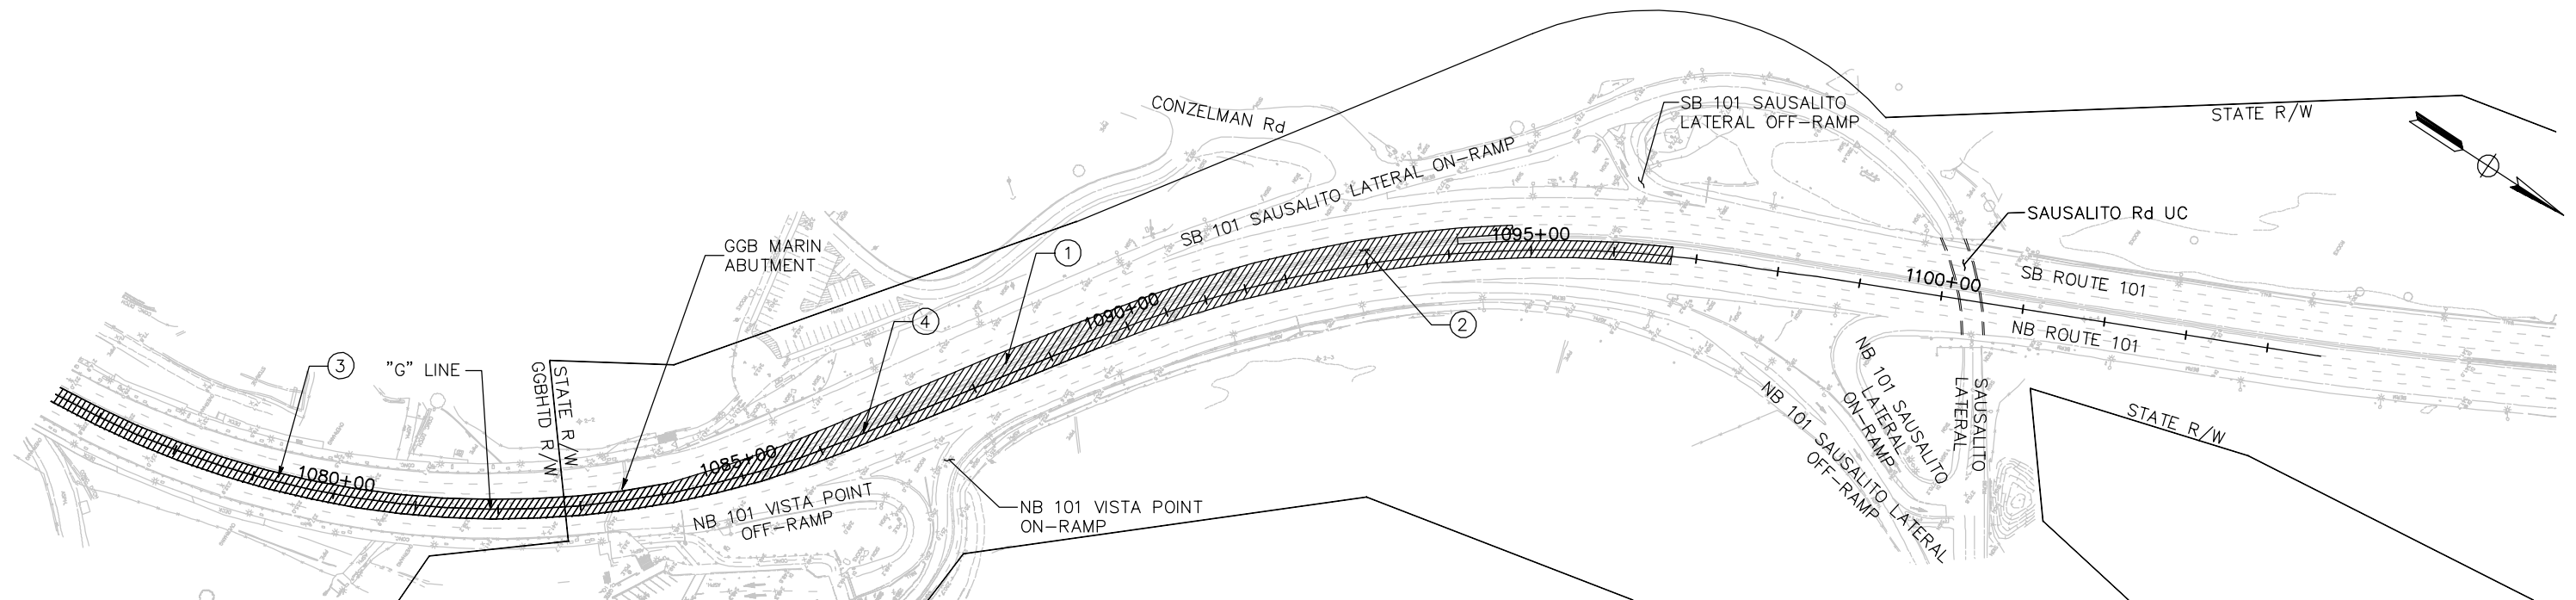 CONZELMAN Rd
SB 101 SAUSALITO
LATERAL OFF-RAMP
STATE R/W
SB 101 SAUSALITO LATERAL ON-RAMP
SAUSALITO Rd UC
GGB MARIN
ABUTMENT
1
1095+00
SB ROUTE 101
1100+00
1090+00
4
2
NB ROUTE 101
3
"G" LINE
STATE R/W
GGBHTD R/W
NB 101 SAUSALITO
LATERAL
ON-RAMP
SAUSALITO
LATERAL
NB 101 SAUSALITO LATERAL
OFF-RAMP
STATE R/W
1085+00
1080+00
NB 101 VISTA POINT
OFF-RAMP
NB 101 VISTA POINT
ON-RAMP